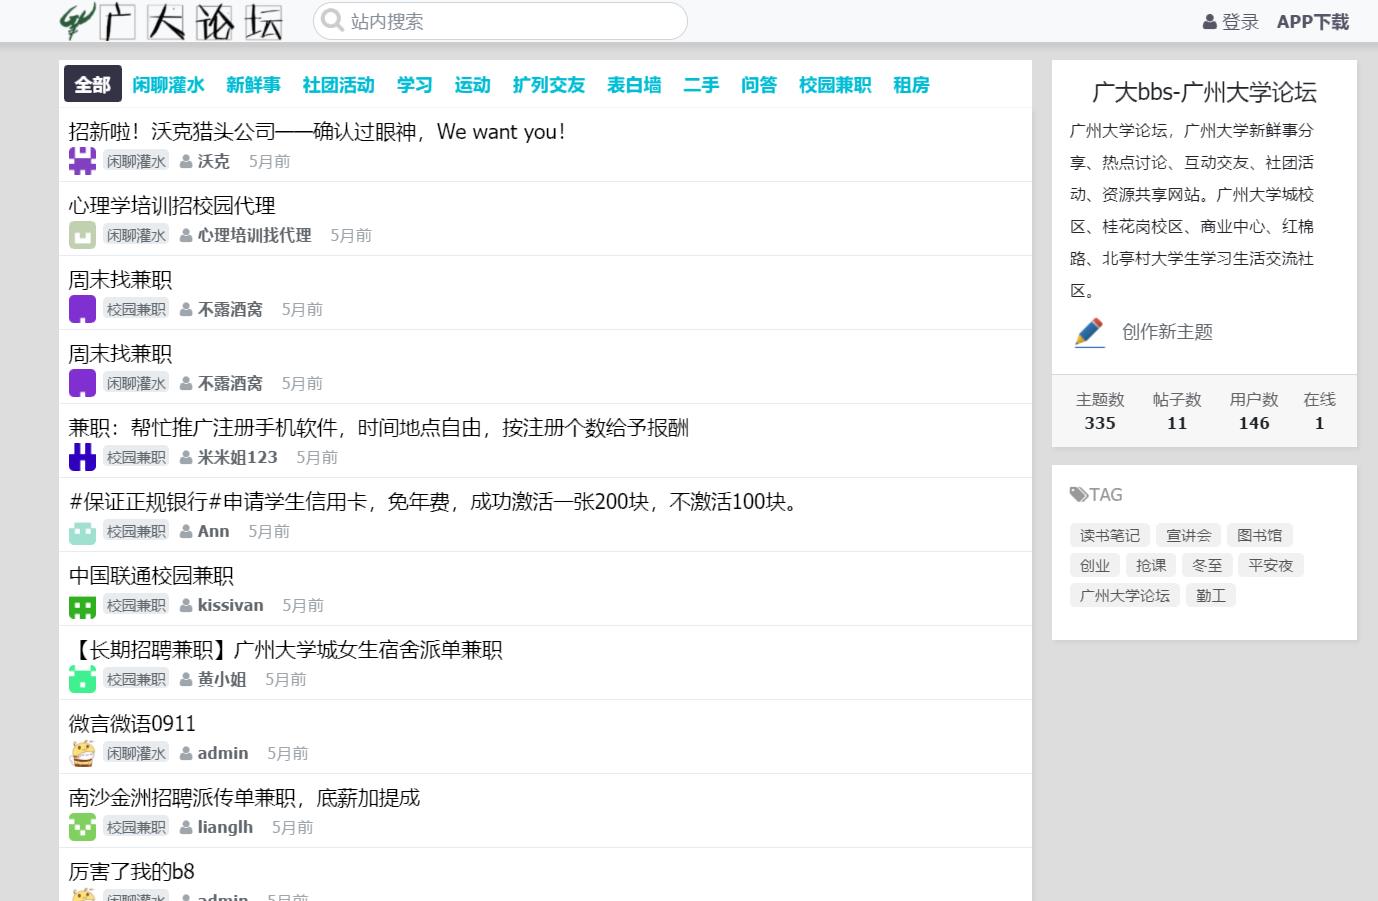 广大论坛
站内搜索
登录 APP下载
全部 闲聊灌水 新鲜事 社团活动 学习 运动 扩列交友 表白墙 二手 问答 校园兼职 租房
招新啦！沃克猎头公司——确认过眼神，We want you！
闲聊灌水 沃克 5月前
心理学培训招校园代理
闲聊灌水 心理培训找代理 5月前
周末找兼职
校园兼职 不露酒窝 5月前
周末找兼职
闲聊灌水 不露酒窝 5月前
兼职：帮忙推广注册手机软件，时间地点自由，按注册个数给予报酬
校园兼职 米米姐123 5月前
#保证正规银行#申请学生信用卡，免年费，成功激活一张200块，不激活100块。
校园兼职 Ann 5月前
中国联通校园兼职
校园兼职 kissivan 5月前
【长期招聘兼职】广州大学城女生宿舍派单兼职
校园兼职 黄小姐 5月前
微言微语0911
闲聊灌水 admin 5月前
南沙金洲招聘派传单兼职，底薪加提成
校园兼职 lianglh 5月前
厉害了我的b8
闲聊灌水 admin 5月前
广大bbs-广州大学论坛
广州大学论坛，广州大学新鲜事分
享、热点讨论、互动交友、社团活
动、资源共享网站。广州大学城校
区、桂花岗校区、商业中心、红棉
路、北亭村大学生学习生活交流社
区。
创作新主题
主题数 帖子数 用户数 在线
335 11 146 1
TAG
读书笔记 宣讲会 图书馆
创业 抢课 冬至 平安夜
广州大学论坛 勤工